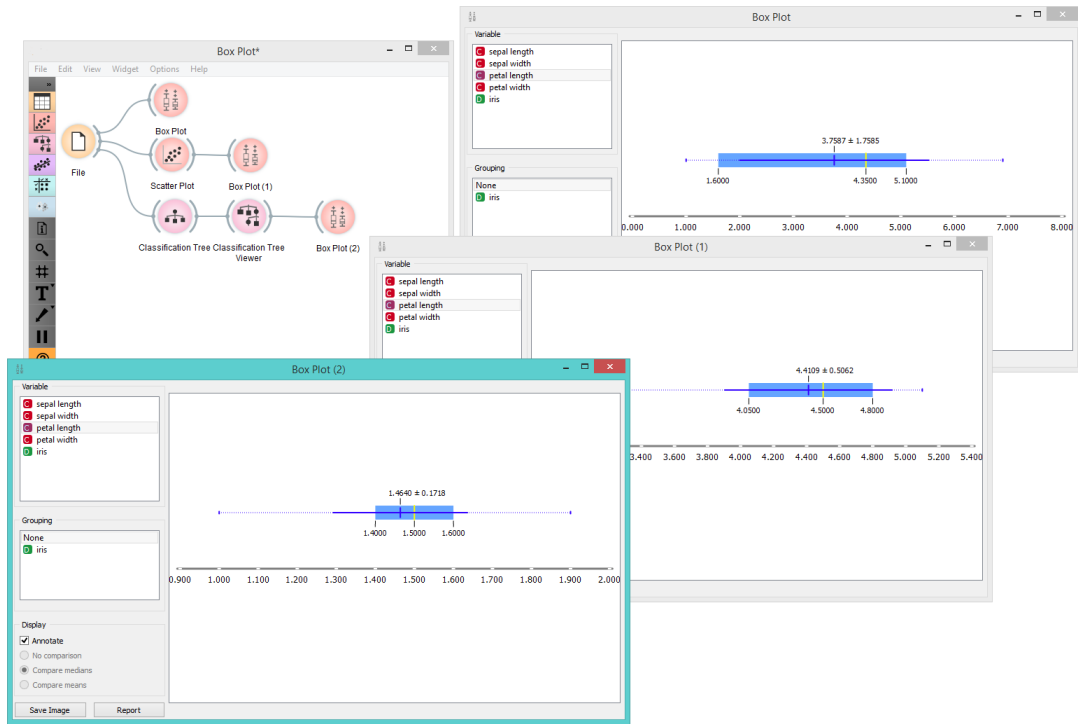 Box Plot*
File Edit View Widget Options Help
File
Box Plot
Scatter Plot
Box Plot (1)
Classification Tree
Classification Tree
Viewer
Box Plot (2)
T
Box Plot
Variable
C sepal length
C sepal width
C petal length
C petal width
D iris
Grouping
None
D iris
3.7587 ± 1.7585
1.6000 4.3500 5.1000
0.000 1.000 2.000 3.000 4.000 5.000 6.000 7.000 8.000
Box Plot (1)
Variable
C sepal length
C sepal width
C petal length
C petal width
D iris
4.4109 ± 0.5062
4.0500 4.5000 4.8000
3.400 3.600 3.800 4.000 4.200 4.400 4.600 4.800 5.000 5.200 5.400
Box Plot (2)
Variable
C sepal length
C sepal width
C petal length
C petal width
D iris
Grouping
None
D iris
Display
Annotate
No comparison
Compare medians
Compare means
Save Image Report
1.4640 ± 0.1718
1.4000 1.5000 1.6000
0.900 1.000 1.100 1.200 1.300 1.400 1.500 1.600 1.700 1.800 1.900 2.000